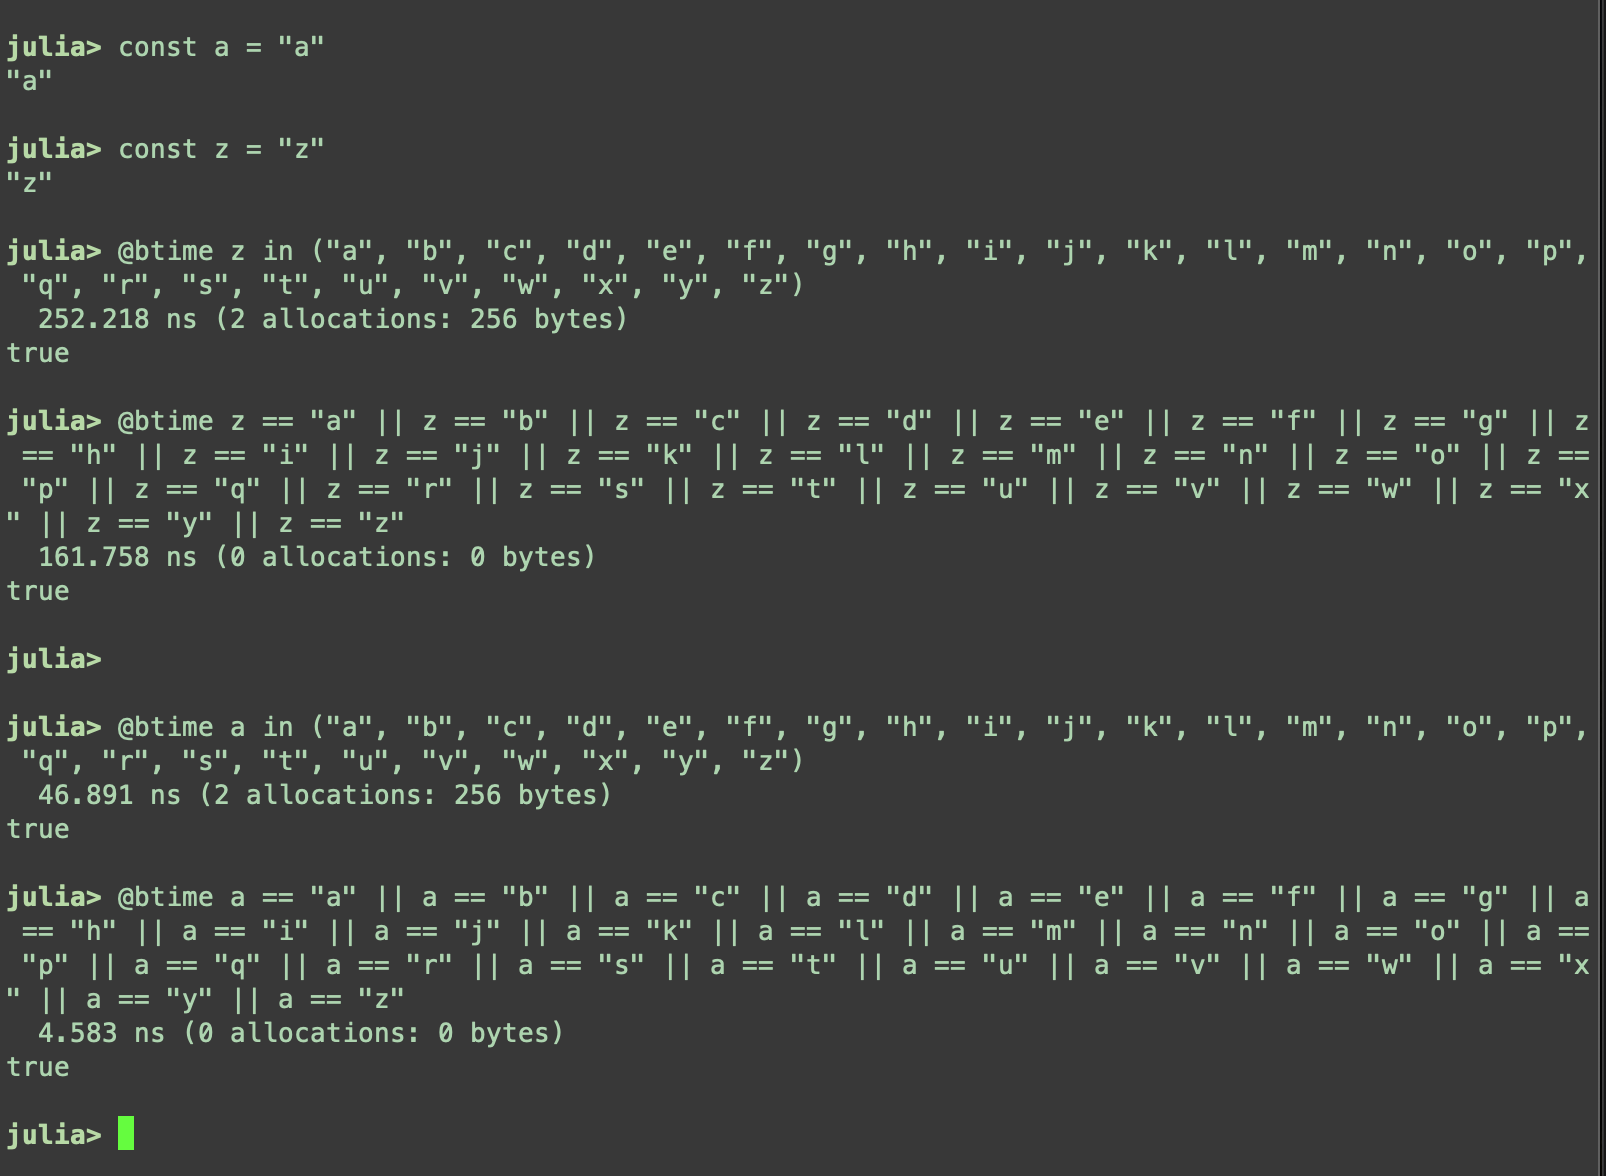 julia> const a = "a"
"a"
julia> const z = "z"
"z"
julia> @btime z in ("a", "b", "c", "d", "e", "f", "g", "h", "i", "j", "k", "l", "m", "n", "o", "p",
"q", "r", "s", "t", "u", "v", "w", "x", "y", "z")
252.218 ns (2 allocations: 256 bytes)
true
julia> @btime z == "a" || z == "b" || z == "c" || z == "d" || z == "e" || z == "f" || z == "g" || z
== "h" || z == "i" || z == "j" || z == "k" || z == "l" || z == "m" || z == "n" || z == "o" || z ==
"p" || z == "q" || z == "r" || z == "s" || z == "t" || z == "u" || z == "v" || z == "w" || z == "x
" || z == "y" || z == "z"
161.758 ns (0 allocations: 0 bytes)
true
julia>
julia> @btime a in ("a", "b", "c", "d", "e", "f", "g", "h", "i", "j", "k", "l", "m", "n", "o", "p",
"q", "r", "s", "t", "u", "v", "w", "x", "y", "z")
46.891 ns (2 allocations: 256 bytes)
true
julia> @btime a == "a" || a == "b" || a == "c" || a == "d" || a == "e" || a == "f" || a == "g" || a
== "h" || a == "i" || a == "j" || a == "k" || a == "l" || a == "m" || a == "n" || a == "o" || a ==
"p" || a == "q" || a == "r" || a == "s" || a == "t" || a == "u" || a == "v" || a == "w" || a == "x
" || a == "y" || a == "z"
4.583 ns (0 allocations: 0 bytes)
true
julia>